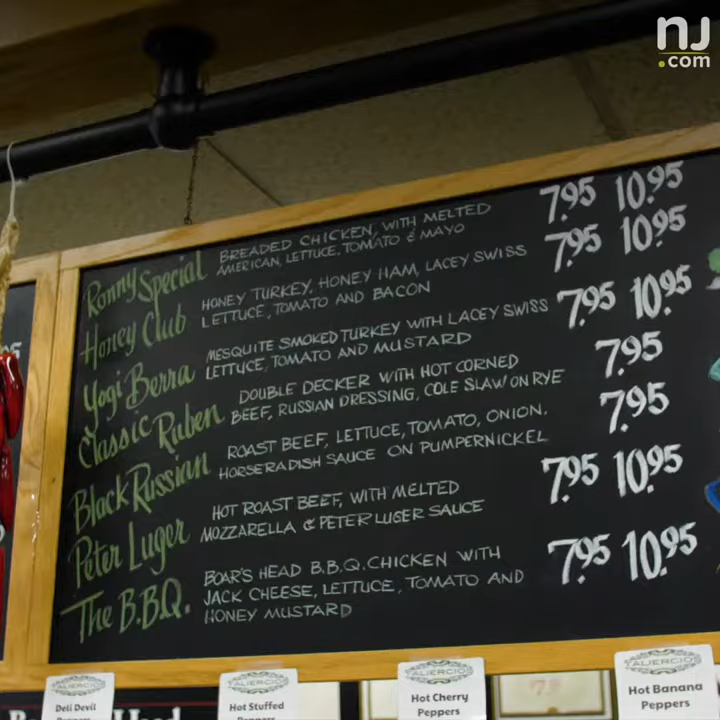 nj
.com
Ronny Special BREADED CHICKEN, WITH MELTED 7.95 10.95
AMERICAN, LETTUCE, TOMATO & MAYO
Honey Club HONEY TURKEY, HONEY HAM, LACEY SWISS 7.95 10.95
LETTUCE, TOMATO AND BACON
Yogi Berra MESQUITE SMOKED TURKEY WITH LACEY SWISS 7.95 10.95
LETTUCE, TOMATO AND MUSTARD
Classic Ruben DOUBLE DECKER WITH HOT CORNED 7.95
BEEF, RUSSIAN DRESSING, COLE SLAW ON RYE
Black Russian ROAST BEEF, LETTUCE, TOMATO, ONION, 7.95
HORSERADISH SAUCE ON PUMPERNICKEL
Peter Luger HOT ROAST BEEF, WITH MELTED 7.95 10.95
MOZZARELLA & PETER LUGER SAUCE
The B.B.Q. BOAR'S HEAD B.B.Q. CHICKEN WITH 7.95 10.95
JACK CHEESE, LETTUCE, TOMATO AND
HONEY MUSTARD
ALIERCIO'S
Deli Devil
Peppers
ALIERCIO'S
Hot Stuffed
Peppers
ALIERCIO'S
Hot Cherry
Peppers
ALIERCIO'S
Hot Banana
Peppers